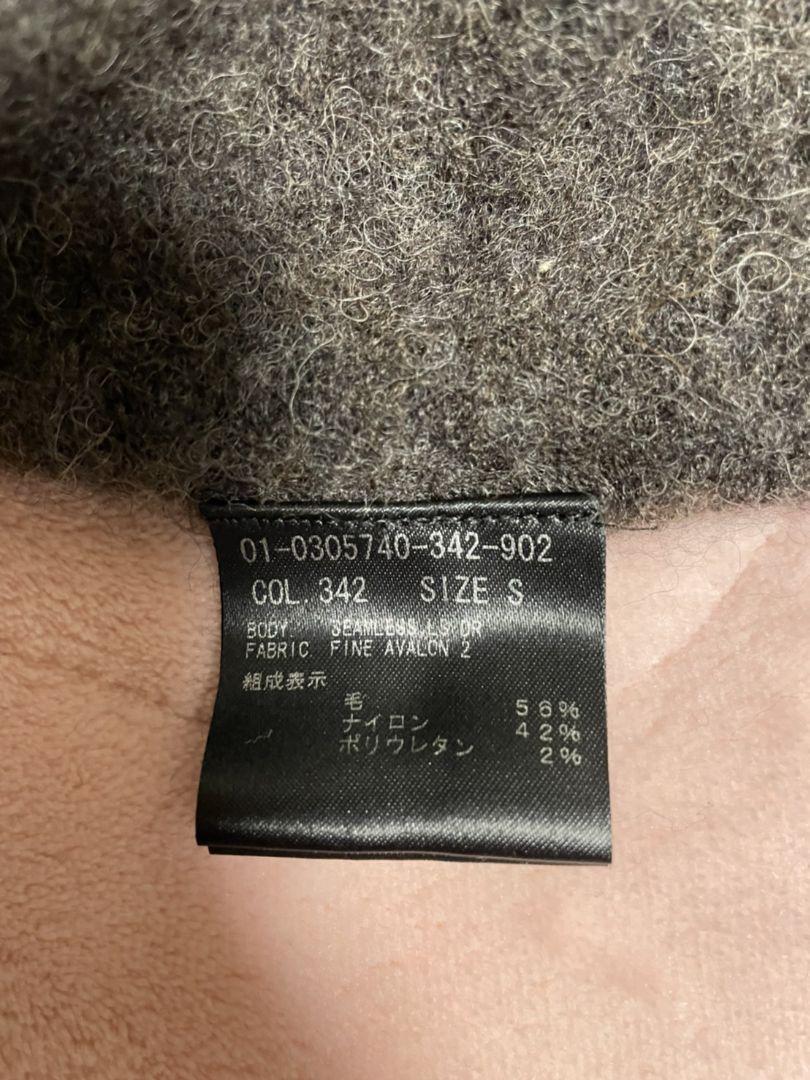 01-0305740-342-902
COL. 342 SIZE S
BODY. SEAMLESS LS OR
FABRIC. FINE AVALON 2
組成表示
毛 56%
ナイロン 42%
ポリウレタン 2%